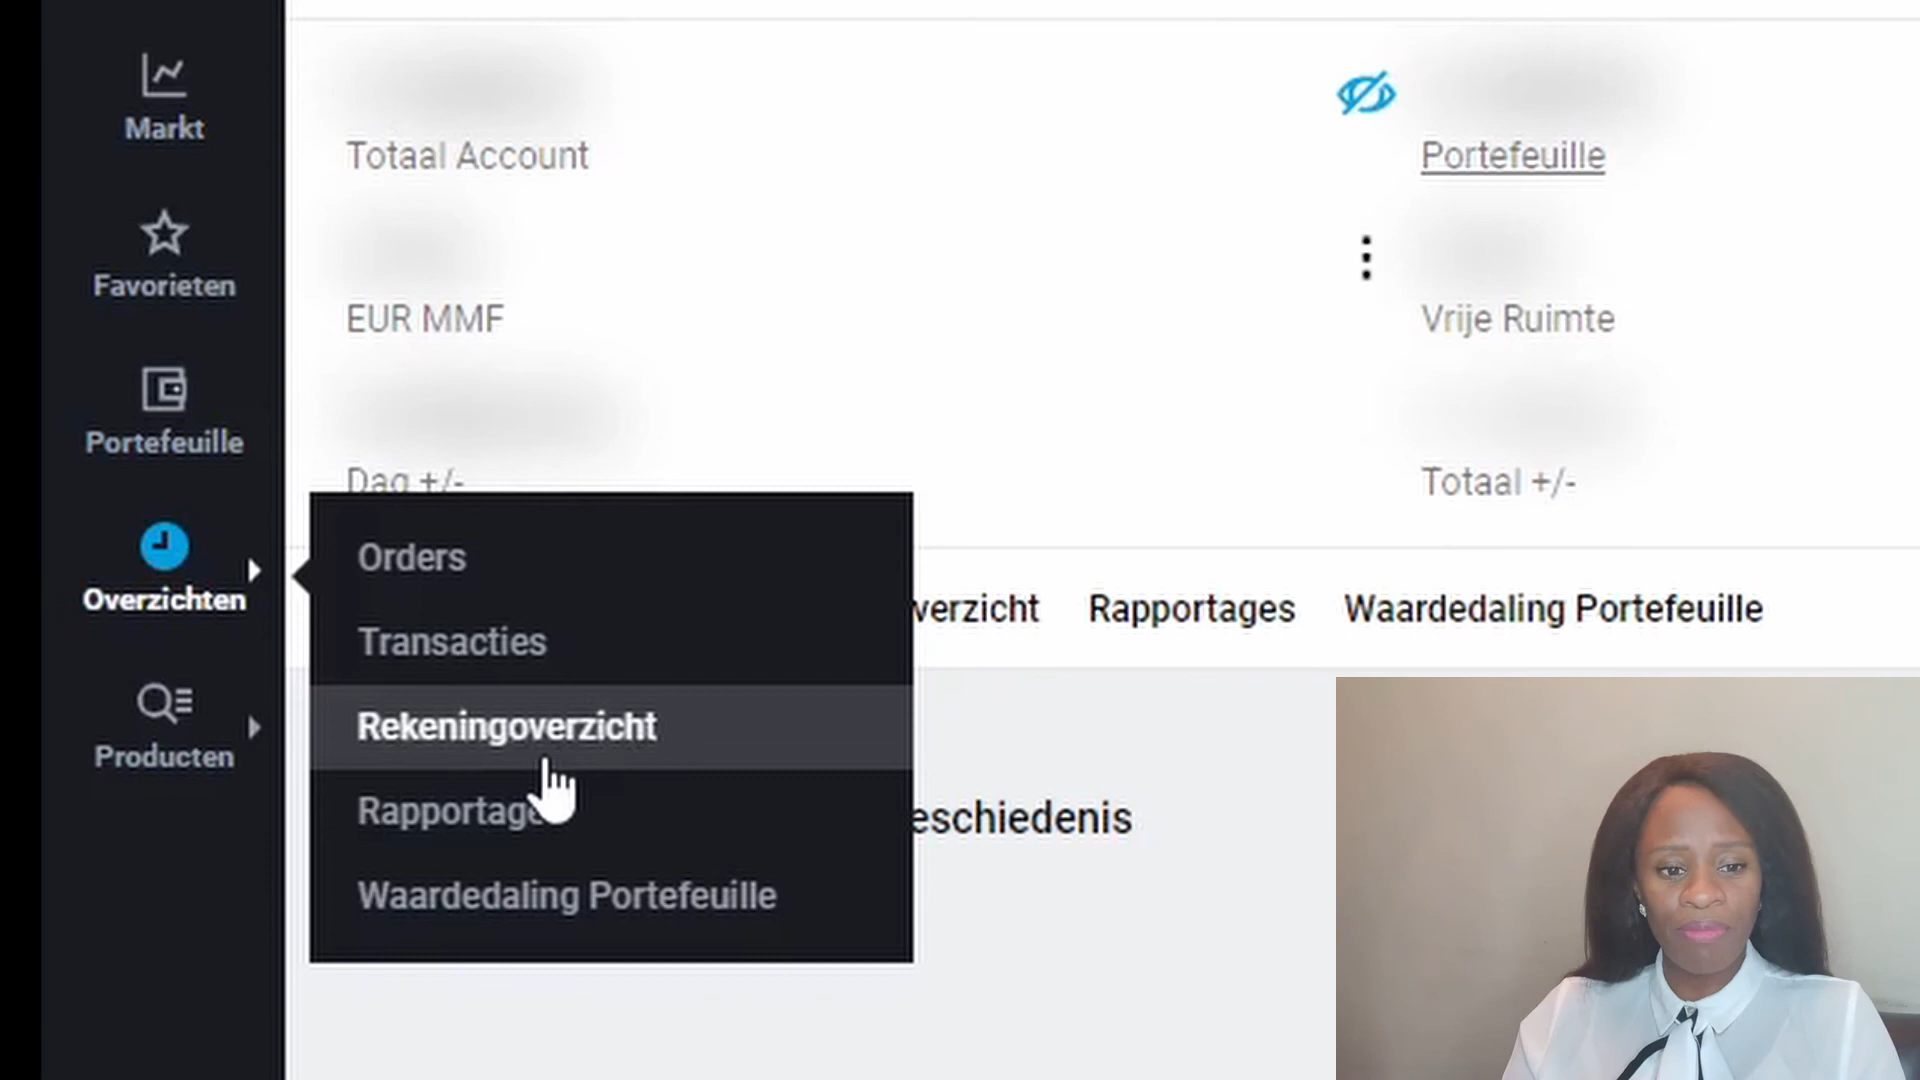 Markt
Favorieten
Portefeuille
Overzichten
Producten
Totaal Account
Portefeuille
EUR MMF
Vrije Ruimte
Dag +/-
Totaal +/-
Orders
Transacties
Rekeningoverzicht
Rapportage
Waardedaling Portefeuille
verzicht
Rapportages
Waardedaling Portefeuille
eschiedenis